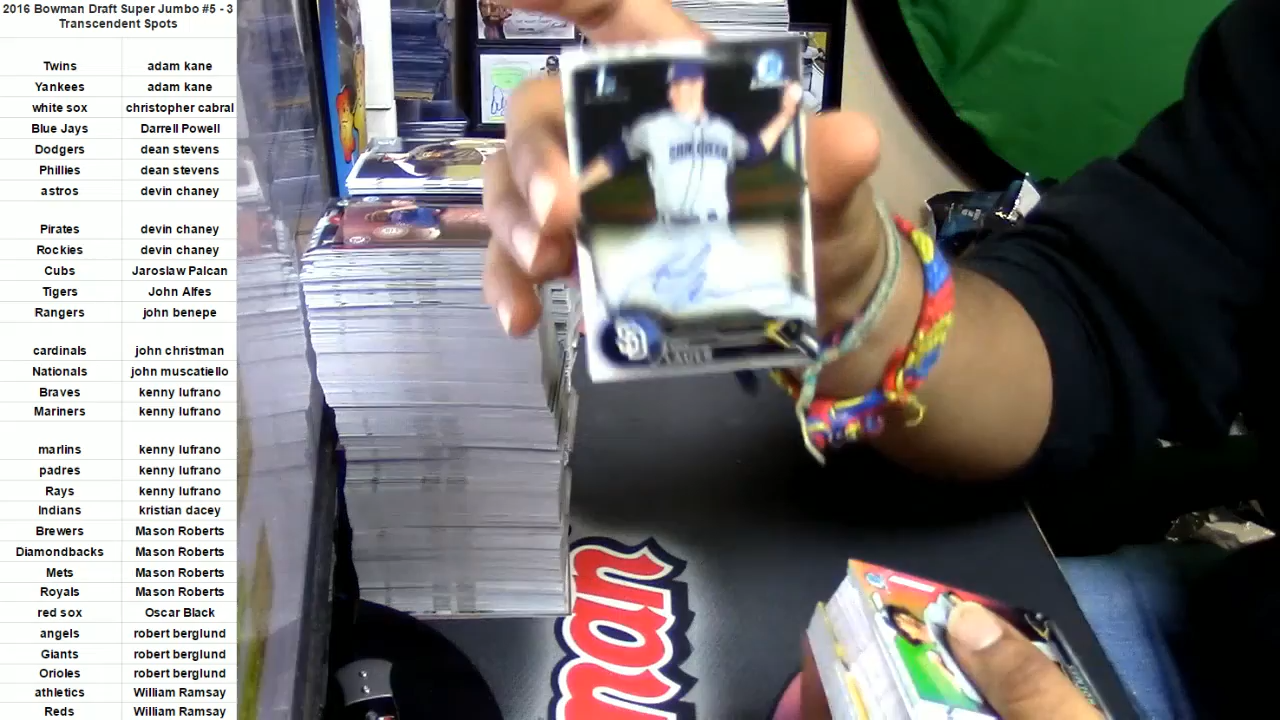 2016 Bowman Draft Super Jumbo #5 - 3
Transcendent Spots
Twins adam kane
Yankees adam kane
white sox christopher cabral
Blue Jays Darrell Powell
Dodgers dean stevens
Phillies dean stevens
astros devin chaney
Pirates devin chaney
Rockies devin chaney
Cubs Jaroslaw Palcan
Tigers John Alfes
Rangers john benepe
cardinals john christman
Nationals john muscatiello
Braves kenny lufrano
Mariners kenny lufrano
marlins kenny lufrano
padres kenny lufrano
Rays kenny lufrano
Indians kristian dacey
Brewers Mason Roberts
Diamondbacks Mason Roberts
Mets Mason Roberts
Royals Mason Roberts
red sox Oscar Black
angels robert berglund
Giants robert berglund
Orioles robert berglund
athletics William Ramsay
Reds William Ramsay
SAN DIEGO
SD
man